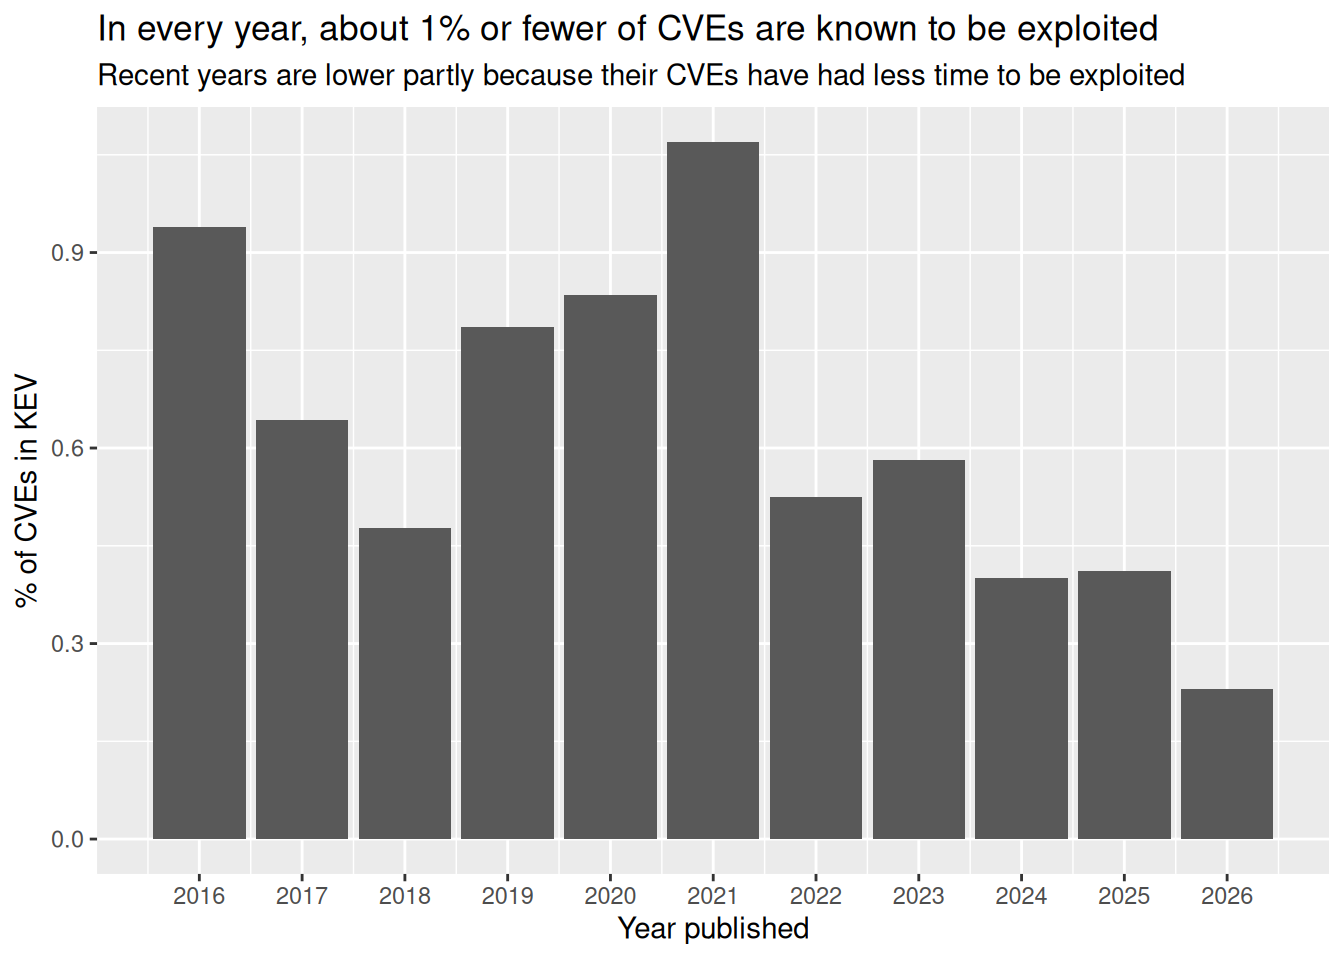 In every year, about 1% or fewer of CVEs are known to be exploited
Recent years are lower partly because their CVEs have had less time to be exploited
% of CVEs in KEV
0.9
0.6
0.3
0.0
2016 2017 2018 2019 2020 2021 2022 2023 2024 2025 2026
Year published